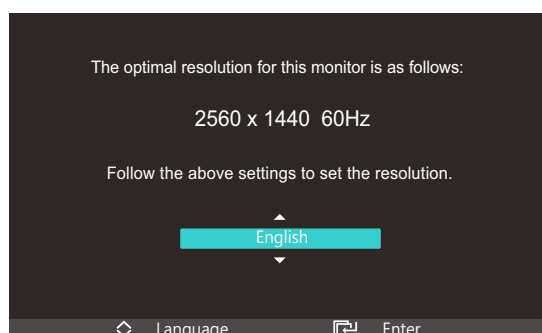 The optimal resolution for this monitor is as follows:
2560 x 1440 60Hz
Follow the above settings to set the resolution.
English
Language Enter